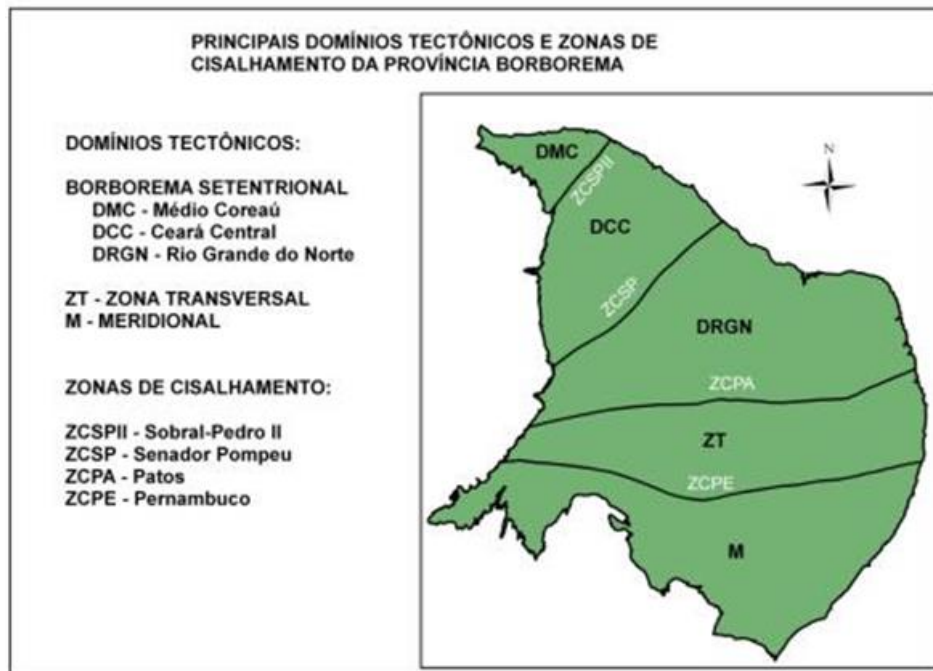 PRINCIPAIS DOMÍNIOS TECTÔNICOS E ZONAS DE
CISALHAMENTO DA PROVÍNCIA BORBOREMA
DOMÍNIOS TECTÔNICOS:
BORBOREMA SETENTRIONAL
DMC - Médio Coreaú
DCC - Ceará Central
DRGN - Rio Grande do Norte
ZT - ZONA TRANSVERSAL
M - MERIDIONAL
ZONAS DE CISALHAMENTO:
ZCSPII - Sobral-Pedro II
ZCSP - Senador Pompeu
ZCPA - Patos
ZCPE - Pernambuco
N
DMC
ZCSPII
DCC
ZCSP
DRGN
ZCPA
ZT
ZCPE
M